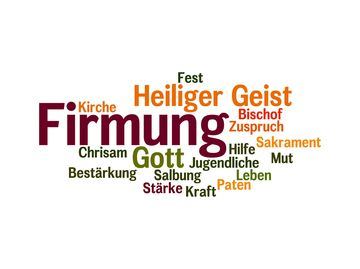 Fest
Heiliger Geist
Kirche
Bischof
Firmung
Zuspruch
Sakrament
Chrisam
Gott
Hilfe
Jugendliche
Mut
Bestärkung
Salbung
Leben
Stärke
Kraft
Paten